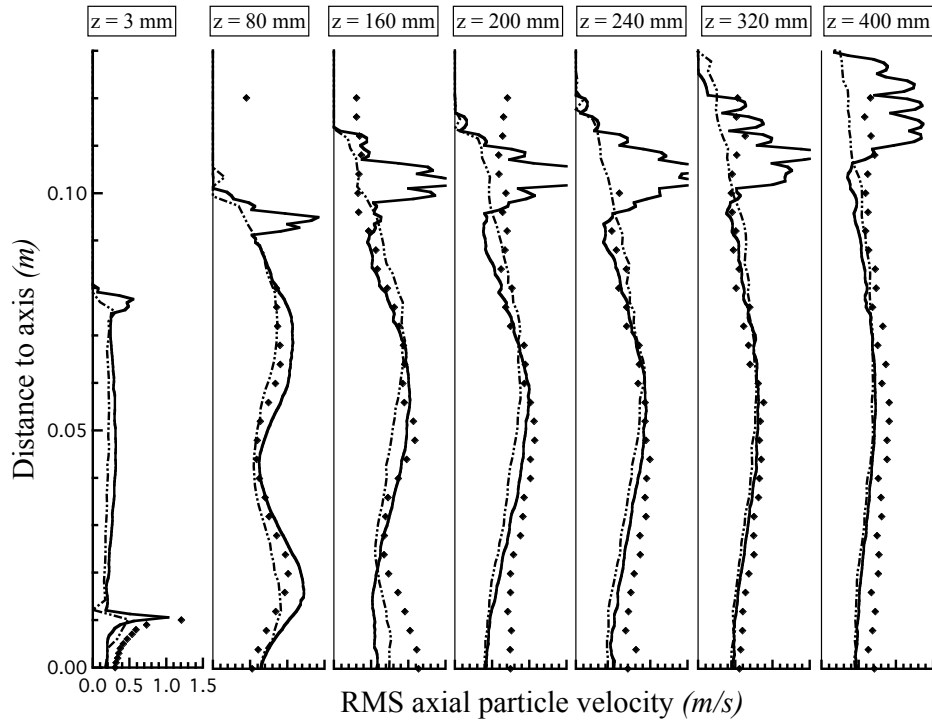 z = 3 mm
z = 80 mm
z = 160 mm
z = 200 mm
z = 240 mm
z = 320 mm
z = 400 mm
Distance to axis (m)
0.10
0.05
0.00
0.0 0.5 1.0 1.5
RMS axial particle velocity (m/s)